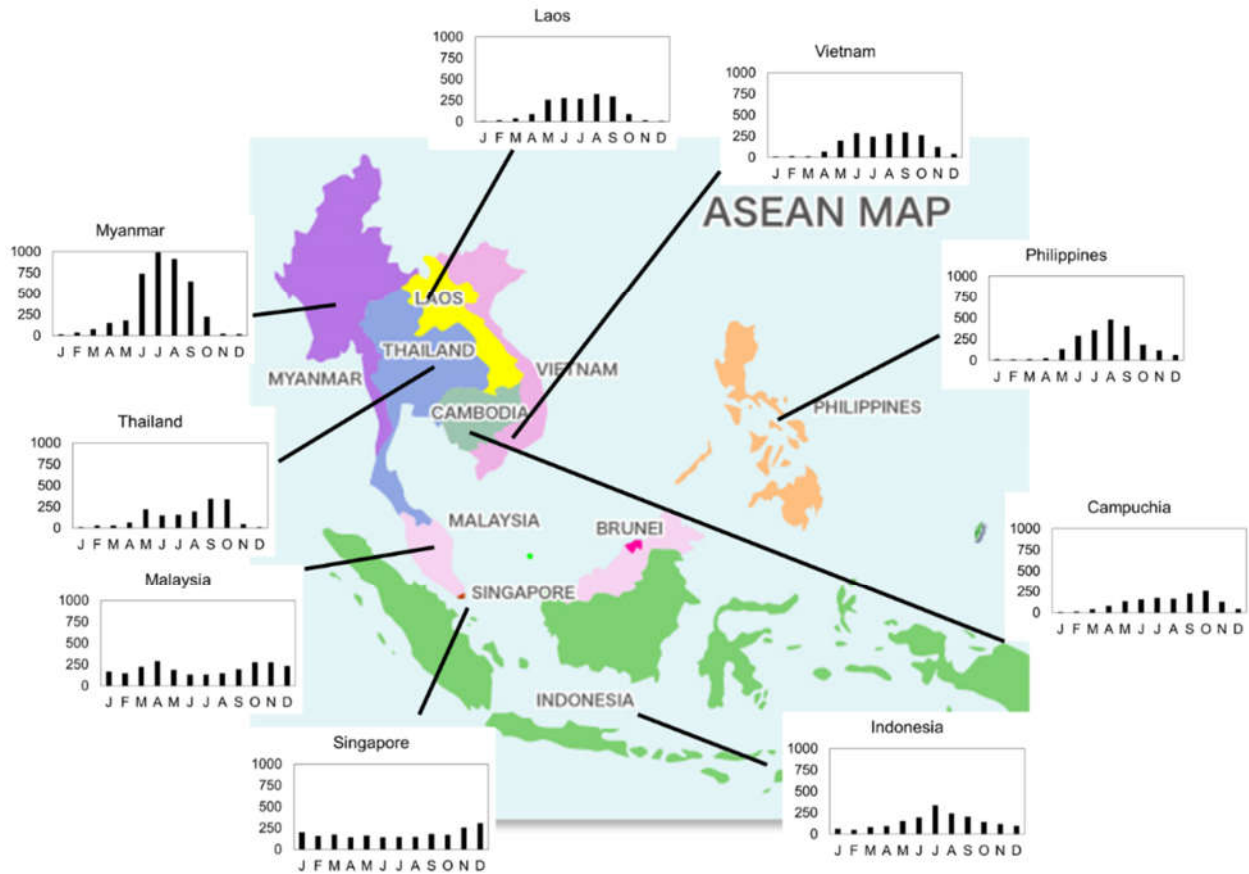 Laos
1000
750
500
250
0
J F M A M J J A S O N D
Vietnam
1000
750
500
250
0
J F M A M J J A S O N D
ASEAN MAP
Myanmar
1000
750
500
250
0
J F M A M J J A S O N D
Philippines
1000
750
500
250
0
J F M A M J J A S O N D
LAOS
THAILAND
MYANMAR
VIETNAM
CAMBODIA
PHILIPPINES
Thailand
1000
750
500
250
0
J F M A M J J A S O N D
MALAYSIA
BRUNEI
SINGAPORE
INDONESIA
Campuchia
1000
750
500
250
0
J F M A M J J A S O N D
Malaysia
1000
750
500
250
0
J F M A M J J A S O N D
Singapore
1000
750
500
250
0
J F M A M J J A S O N D
Indonesia
1000
750
500
250
0
J F M A M J J A S O N D